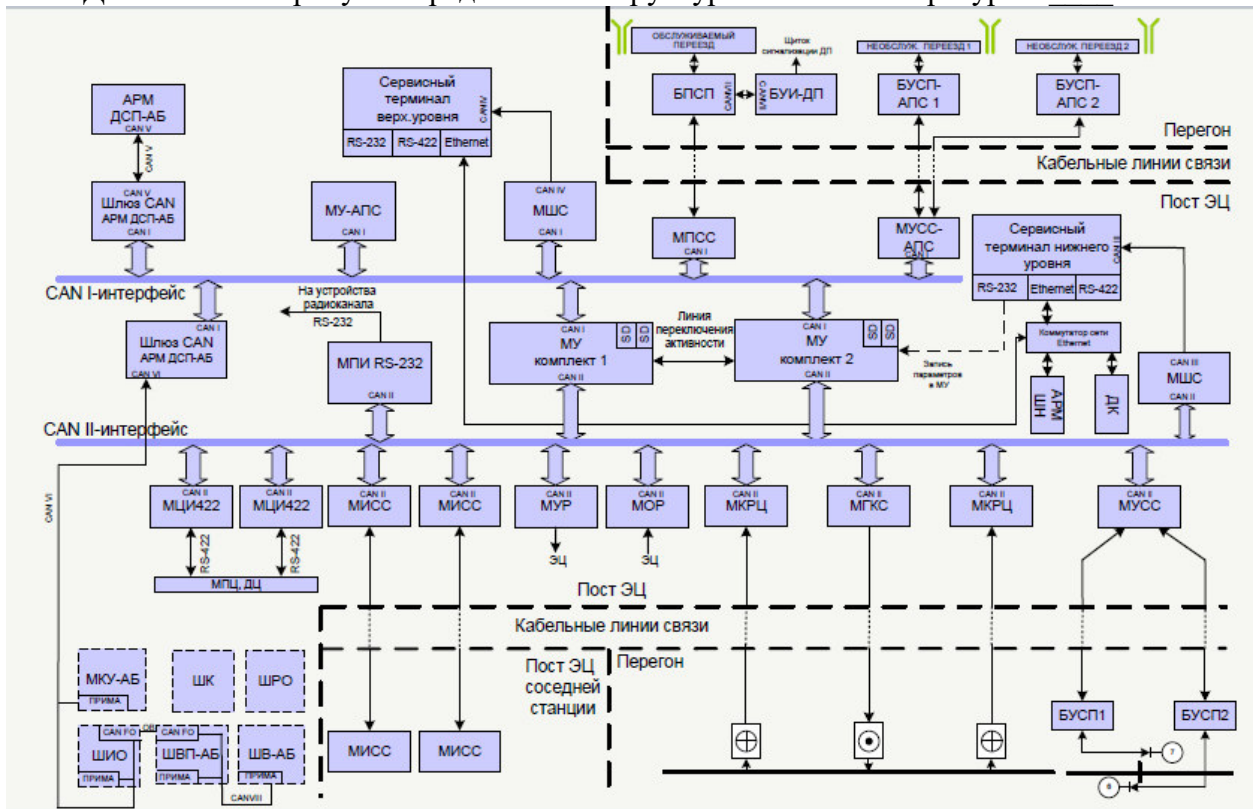 ОБСЛУЖИВАЕМЫЙ
ПЕРЕЕЗД
Щиток
сигнализации ДП
НЕОБСЛУЖ. ПЕРЕЕЗД 1
НЕОБСЛУЖ. ПЕРЕЕЗД 2
АРМ
ДСП-АБ
CAN V
Сервисный
терминал
верх.уровня
CANIV
RS-232
RS-422
Ethernet
БПСП
CANVII
CANVII
БУИ-ДП
БУСП-
АПС 1
БУСП-
АПС 2
Перегон
Кабельные линии связи
Пост ЭЦ
CAN V
CAN V
Шлюз CAN
АРМ ДСП-АБ
CAN I
МУ-АПС
CAN I
CAN IV
МШС
CAN I
МПСС
CAN I
МУСС-
АПС
CAN I
Сервисный
терминал нижнего
уровня
CAN III
RS-232
Ethernet
RS-422
CAN I-интерфейс
На устройства
радиоканала
RS-232
CAN I
Шлюз CAN
АРМ ДСП-АБ
CAN VI
МПИ RS-232
CAN II
CAN I
SD
SD
МУ
комплект 1
CAN II
Линия
переключения
активности
CAN I
SD
SD
МУ
комплект 2
CAN II
Запись
параметров
в МУ
Коммутатор сети
Ethernet
АРМ
ШН
ДК
CAN III
МШС
CAN II
CAN II-интерфейс
CAN VI
CAN II
МЦИ422
CAN II
МЦИ422
CAN II
МИСС
CAN II
МИСС
CAN II
МУР
CAN II
МОР
CAN II
МКРЦ
CAN II
МГКС
CAN II
МКРЦ
CAN II
МУСС
RS-422
RS-422
ЭЦ
ЭЦ
МПЦ, ДЦ
Пост ЭЦ
Кабельные линии связи
Пост ЭЦ
соседней
станции
Перегон
МКУ-АБ
ПРИМА
ШК
ШРО
CAN FO
ОВ
CAN FO
ШИО
ПРИМА
ШВП-АБ
ПРИМА
ШВ-АБ
ПРИМА
CANVIII
МИСС
МИСС
БУСП1
БУСП2
7
6